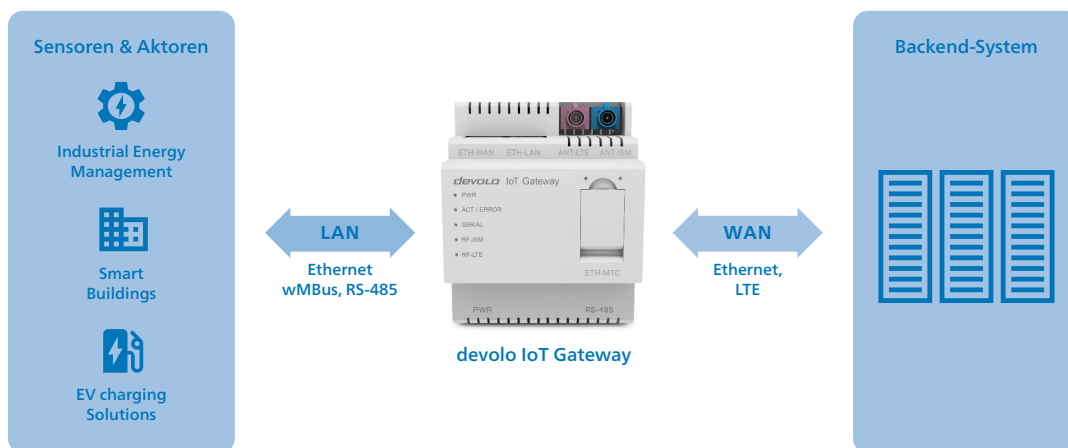 Sensoren & Aktoren
Industrial Energy
Management
Smart
Buildings
EV charging
Solutions
LAN
Ethernet
wMBus, RS-485
ETH-WAN ETH-LAN ANT-LTE ANT-ISM
devolo IoT Gateway
PWR
ACT / ERROR
SERIAL
RF-ISM
RF-LTE
ETH-MTC
PWR RS-485
devolo IoT Gateway
WAN
Ethernet,
LTE
Backend-System